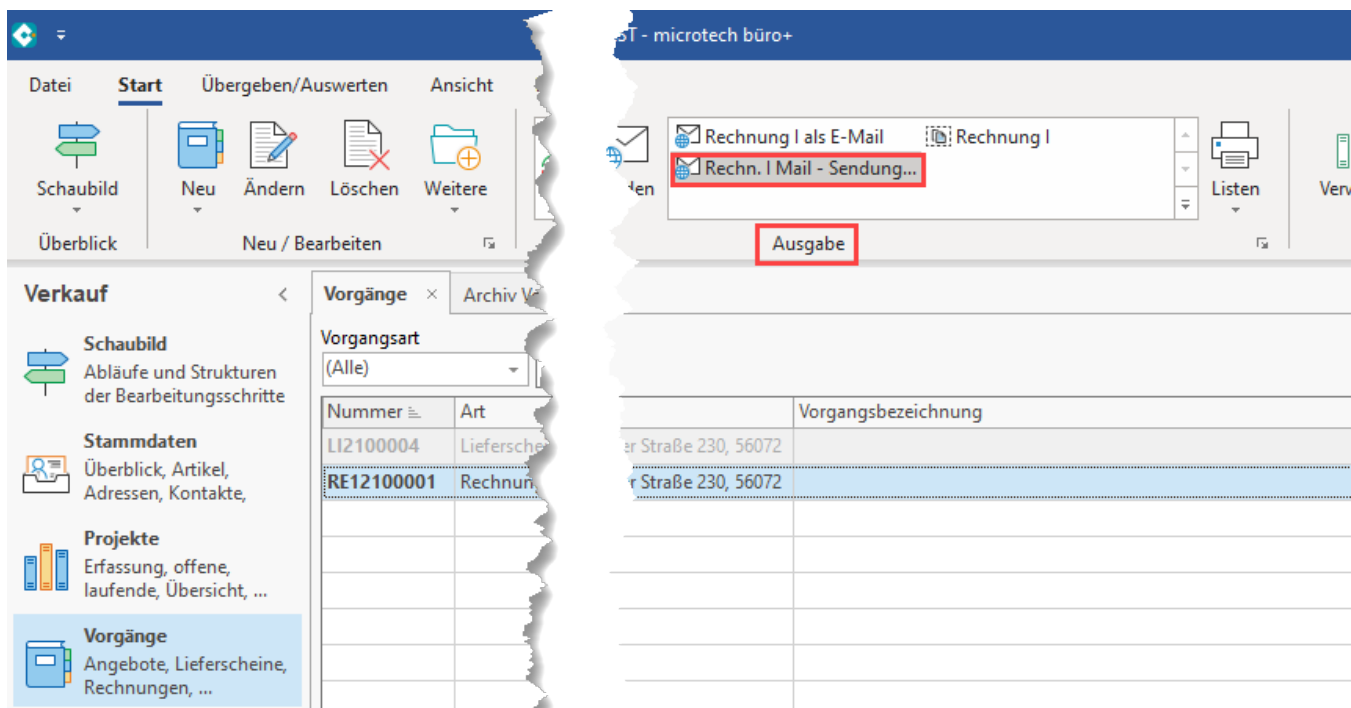 ST - microtech büro+
Datei Start Übergeben/Auswerten Ansicht
Rechnung I als E-Mail Rechnung I
Rechn. I Mail - Sendung...
Schaubild Neu Ändern Löschen Weitere Listen
Überblick Neu / Bearbeiten Ausgabe
Verkauf
Vorgänge Archiv
Schaubild
Abläufe und Strukturen
der Bearbeitungsschritte
Vorgangsart
(Alle)
Nummer Art Vorgangsbezeichnung
Stammdaten
LI2100004 Liefersche er Straße 230, 56072
Überblick, Artikel,
Adressen, Kontakte,
RE12100001 Rechnun r Straße 230, 56072
Projekte
Erfassung, offene,
laufende, Übersicht, ...
Vorgänge
Angebote, Lieferscheine,
Rechnungen, ...